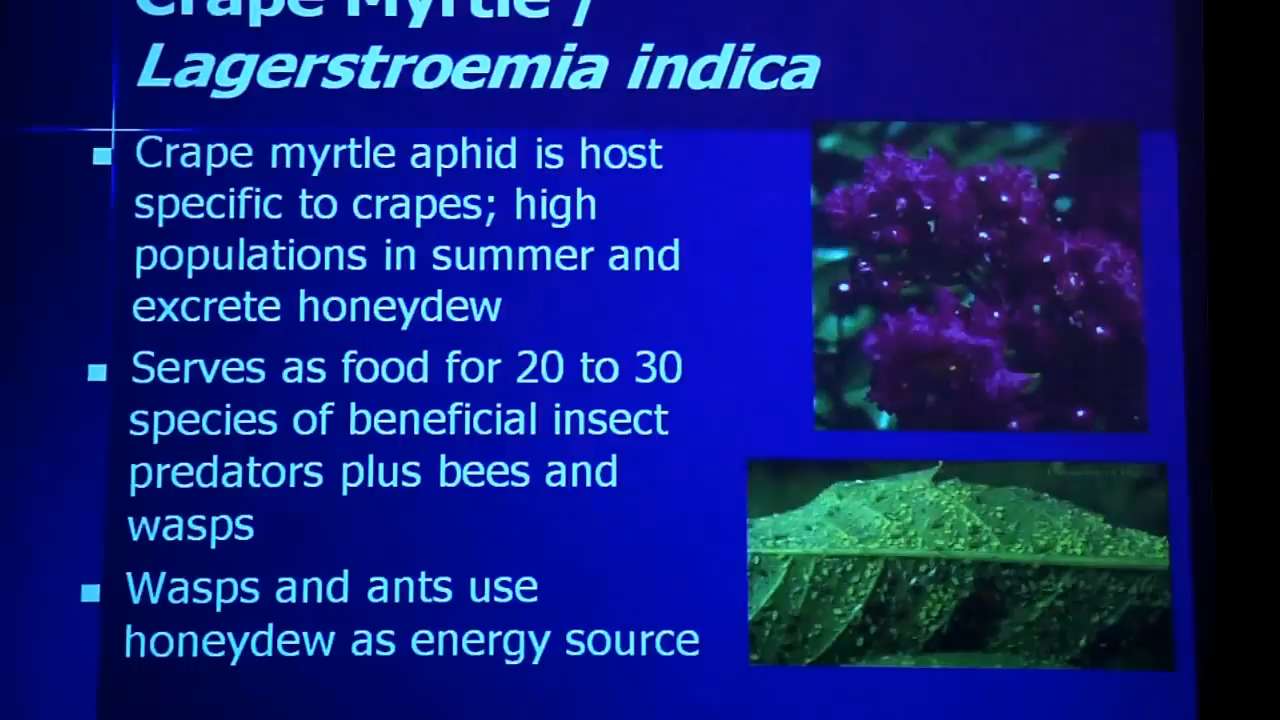 Crape Myrtle /
Lagerstroemia indica
Crape myrtle aphid is host
specific to crapes; high
populations in summer and
excrete honeydew
Serves as food for 20 to 30
species of beneficial insect
predators plus bees and
wasps
Wasps and ants use
honeydew as energy source